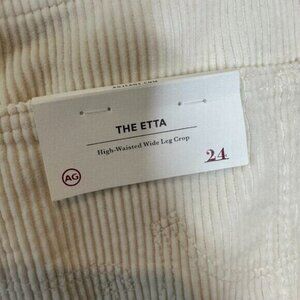 THE ETTA
High-Waisted Wide Leg Crop
AG
24